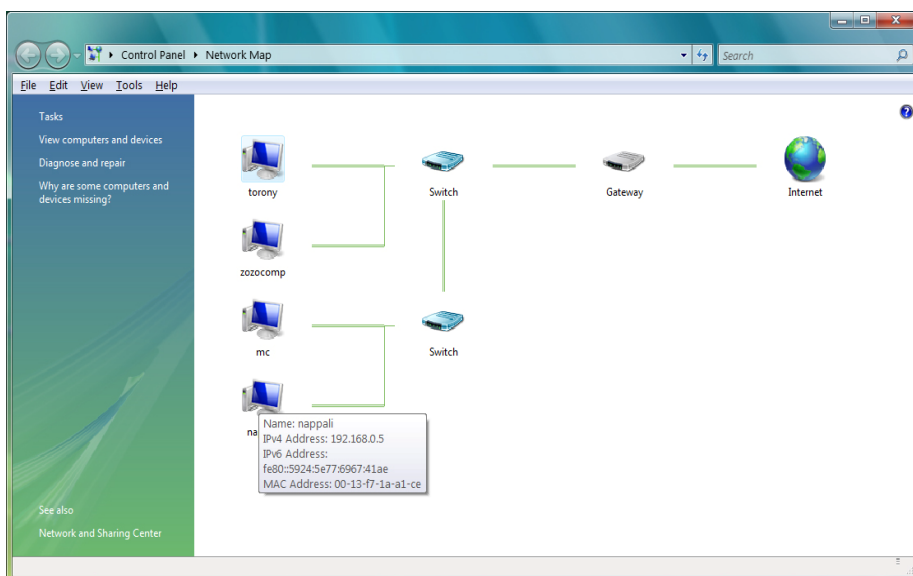 Control Panel ▸ Network Map
Search
File Edit View Tools Help
Tasks
View computers and devices
Diagnose and repair
Why are some computers and
devices missing?
torony
Switch
Gateway
Internet
zozocomp
mc
Switch
na
Name: nappali
IPv4 Address: 192.168.0.5
IPv6 Address:
fe80::5924:5e77:6967:41ae
MAC Address: 00-13-f7-1a-a1-ce
See also
Network and Sharing Center